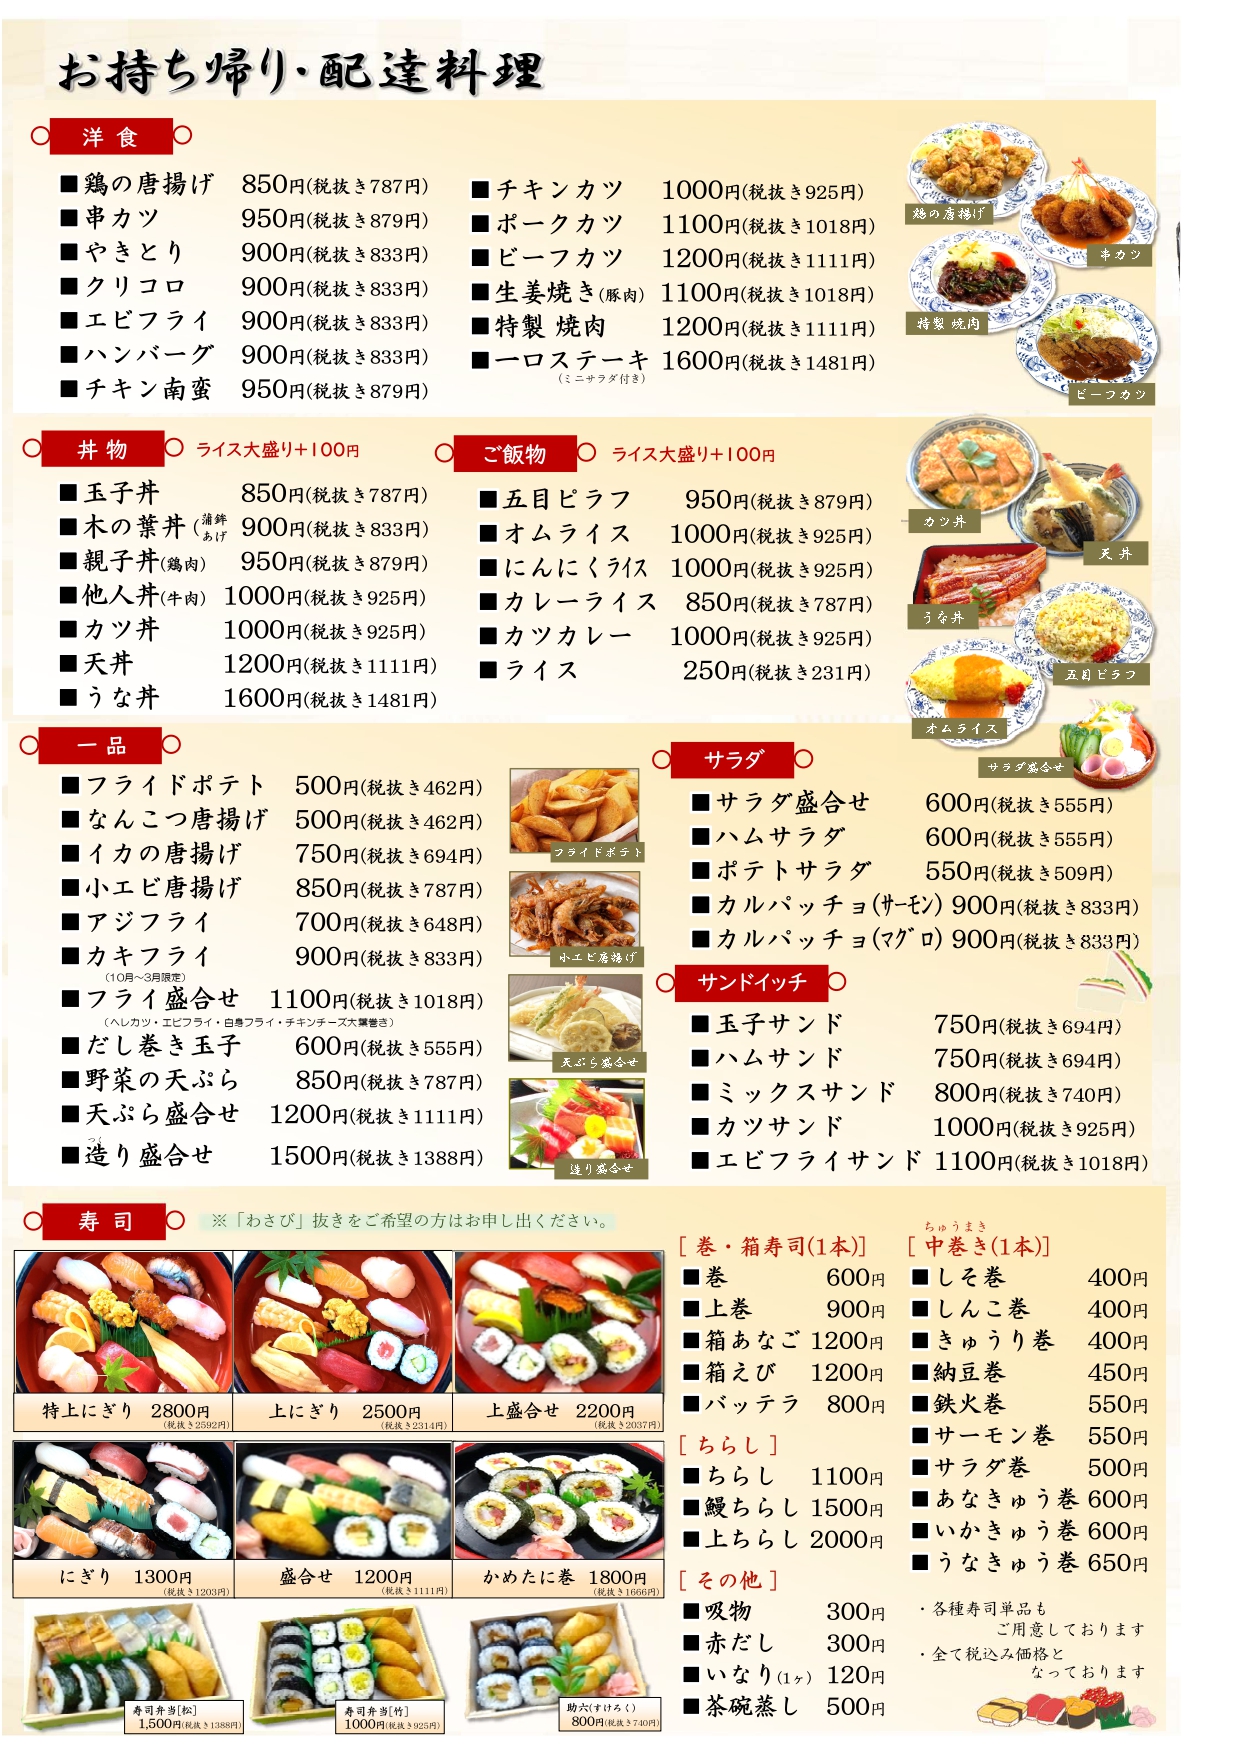 お持ち帰り・配達料理
洋 食
■鶏の唐揚げ 850円(税抜き787円)
■串カツ 950円(税抜き879円)
■やきとり 900円(税抜き833円)
■クリコロ 900円(税抜き833円)
■エビフライ 900円(税抜き833円)
■ハンバーグ 900円(税抜き833円)
■チキン南蛮 950円(税抜き879円)
■チキンカツ 1000円(税抜き925円)
■ポークカツ 1100円(税抜き1018円)
■ビーフカツ 1200円(税抜き1111円)
■生姜焼き(豚肉) 1100円(税抜き1018円)
■特製 焼肉 1200円(税抜き1111円)
■一口ステーキ 1600円(税抜き1481円)
(ミニサラダ付き)
鶏の唐揚げ
串カツ
特製 焼肉
ビーフカツ
丼 物 ライス大盛り+100円
■玉子丼 850円(税抜き787円)
■木の葉丼(蒲鉾 あげ 900円(税抜き833円)
■親子丼(鶏肉) 950円(税抜き879円)
■他人丼(牛肉) 1000円(税抜き925円)
■カツ丼 1000円(税抜き925円)
■天丼 1200円(税抜き1111円)
■うな丼 1600円(税抜き1481円)
ご飯物 ライス大盛り+100円
■五目ピラフ 950円(税抜き879円)
■オムライス 1000円(税抜き925円)
■にんにくライス 1000円(税抜き925円)
■カレーライス 850円(税抜き787円)
■カツカレー 1000円(税抜き925円)
■ライス 250円(税抜き231円)
カツ丼
天丼
うな丼
五目ピラフ
オムライス
サラダ盛合せ
一 品
■フライドポテト 500円(税抜き462円)
■なんこつ唐揚げ 500円(税抜き462円)
■イカの唐揚げ 750円(税抜き694円)
■小エビ唐揚げ 850円(税抜き787円)
■アジフライ 700円(税抜き648円)
■カキフライ 900円(税抜き833円)
(10月～3月限定)
■フライ盛合せ 1100円(税抜き1018円)
(ヘレカツ・エビフライ・白身フライ・チキンチーズ大葉巻き)
■だし巻き玉子 600円(税抜き555円)
■野菜の天ぷら 850円(税抜き787円)
■天ぷら盛合せ 1200円(税抜き1111円)
つく
■造り盛合せ 1500円(税抜き1388円)
フライドポテト
小エビ唐揚げ
天ぷら盛合せ
造り盛合せ
サラダ
■サラダ盛合せ 600円(税抜き555円)
■ハムサラダ 600円(税抜き555円)
■ポテトサラダ 550円(税抜き509円)
■カルパッチョ(サーモン) 900円(税抜き833円)
■カルパッチョ(マグロ) 900円(税抜き833円)
サンドイッチ
■玉子サンド 750円(税抜き694円)
■ハムサンド 750円(税抜き694円)
■ミックスサンド 800円(税抜き740円)
■カツサンド 1000円(税抜き925円)
■エビフライサンド 1100円(税抜き1018円)
寿 司 ※「わさび」抜きをご希望の方はお申し出ください。
特上にぎり 2800円
(税抜き2592円)
上にぎり 2500円
(税抜き2314円)
上盛合せ 2200円
(税抜き2037円)
にぎり 1300円
(税抜き1203円)
盛合せ 1200円
(税抜き1111円)
かめたに巻 1800円
(税抜き1666円)
寿司弁当[松]
1,500円(税抜き1388円)
寿司弁当[竹]
1000円(税抜き925円)
助六(すけろく)
800円(税抜き740円)
[ 巻・箱寿司(1本)]
■巻 600円
■上巻 900円
■箱あなご 1200円
■箱えび 1200円
■バッテラ 800円
[ ちらし ]
■ちらし 1100円
■鰻ちらし 1500円
■上ちらし 2000円
[ その他 ]
■吸物 300円
■赤だし 300円
■いなり(1ヶ) 120円
■茶碗蒸し 500円
ちゅうまき
[ 中巻き(1本)]
■しそ巻 400円
■しんこ巻 400円
■きゅうり巻 400円
■納豆巻 450円
■鉄火巻 550円
■サーモン巻 550円
■サラダ巻 500円
■あなきゅう巻 600円
■いかきゅう巻 600円
■うなきゅう巻 650円
・各種寿司単品も
ご用意しております
・全て税込み価格と
なっております